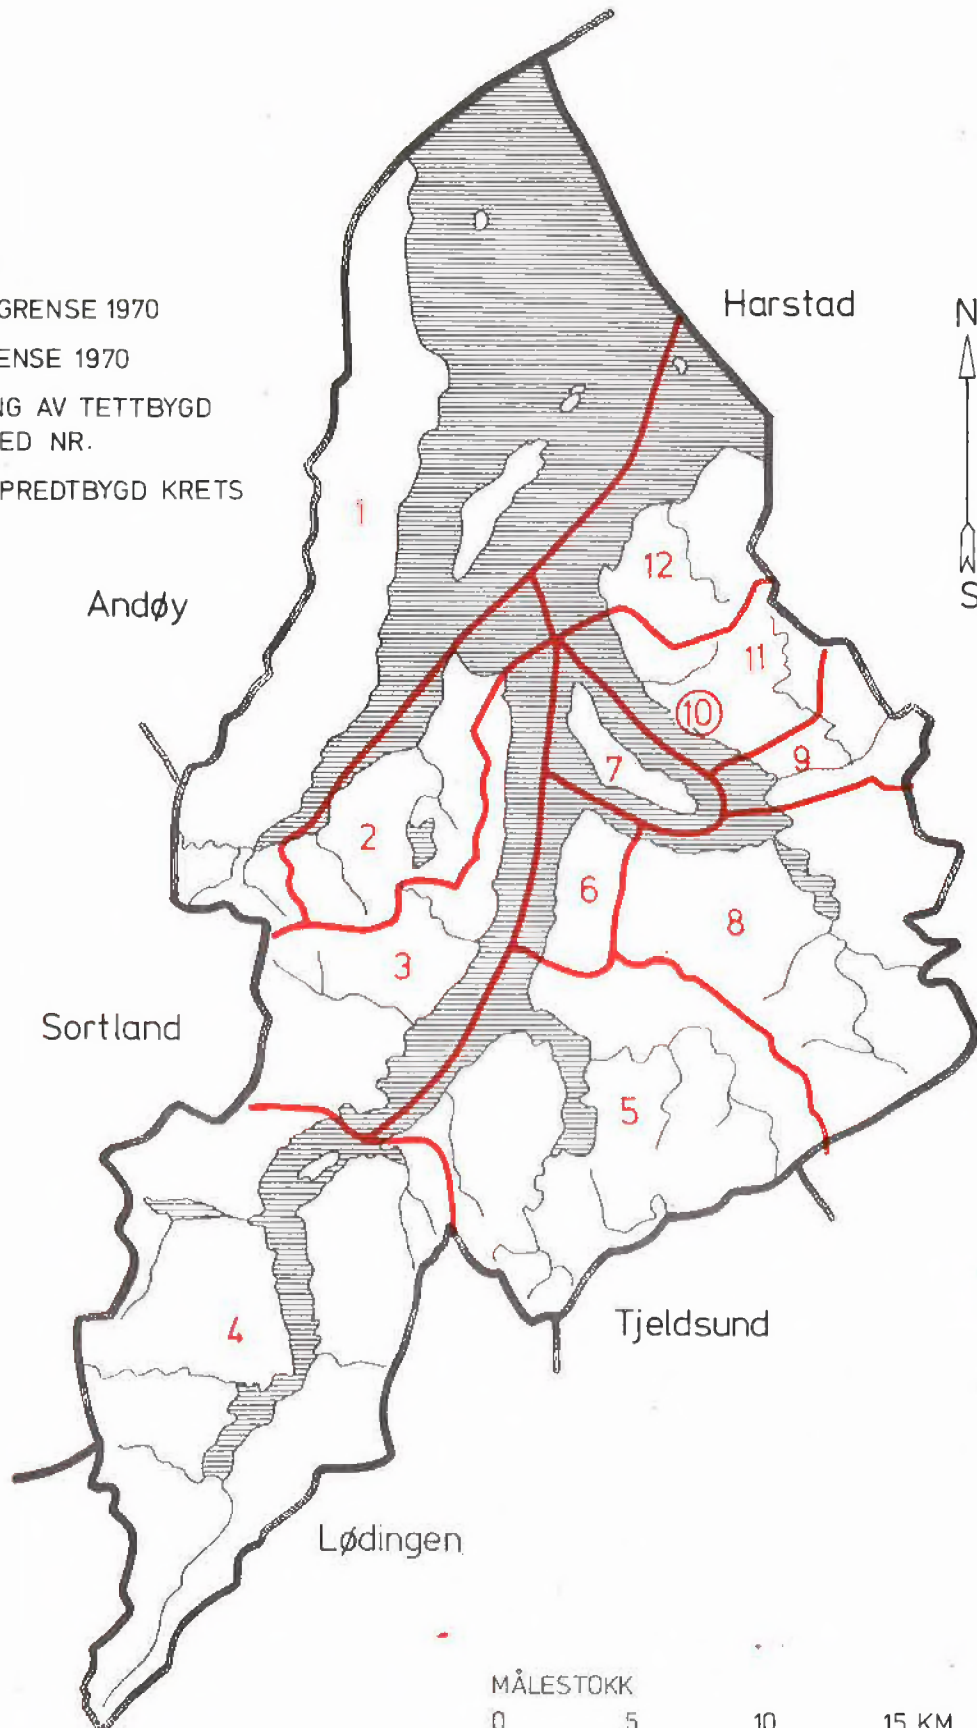 GRENSE 1970
ENSE 1970
NG AV TETTBYGD
ED NR.
PREDTBYGD KRETS
Harstad
N
S
Andøy
1
12
11
10
9
7
2
6
8
3
Sortland
5
4
Tjeldsund
Lødingen
MÅLESTOKK
0 5 10 15 KM